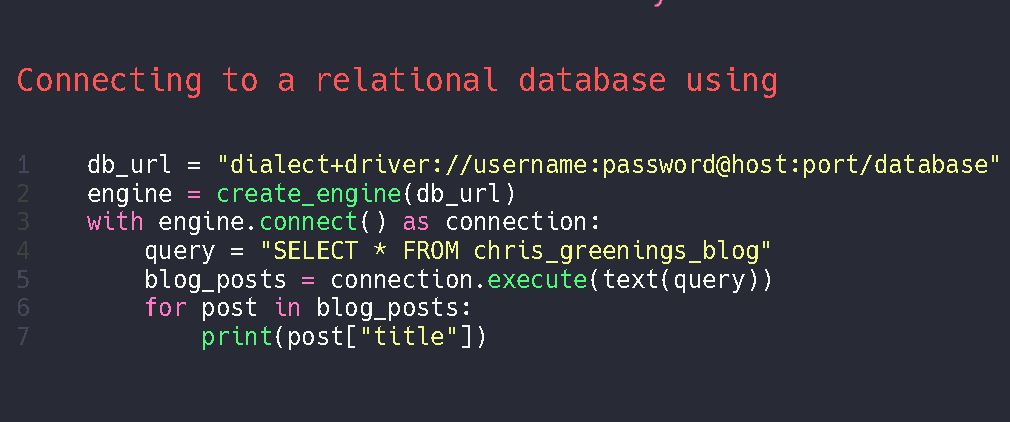 Connecting to a relational database using
1 db_url = "dialect+driver://username:password@host:port/database"
2 engine = create_engine(db_url)
3 with engine.connect() as connection:
4 query = "SELECT * FROM chris_greenings_blog"
5 blog_posts = connection.execute(text(query))
6 for post in blog_posts:
7 print(post["title"])